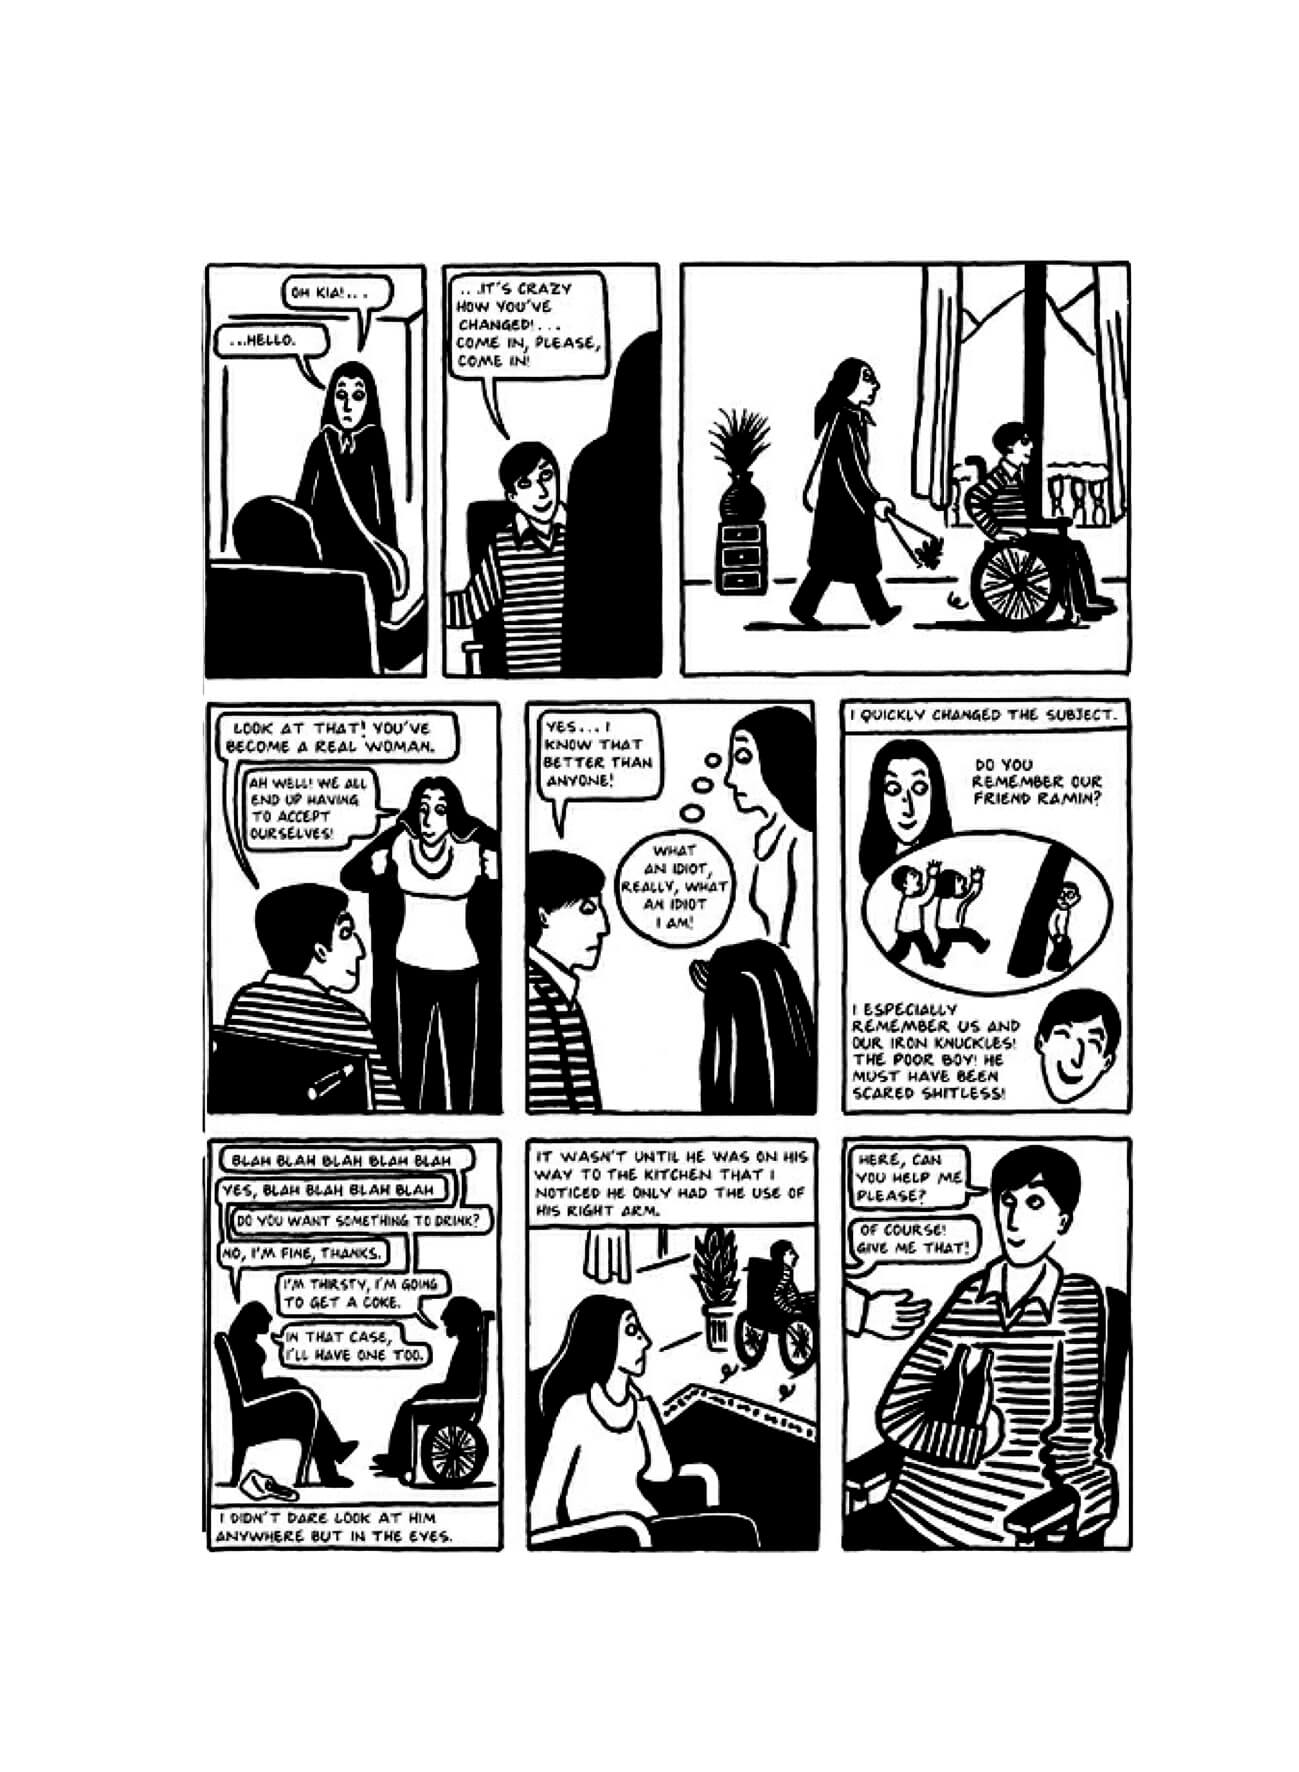 OH KIA!...
...HELLO.
...IT'S CRAZY
HOW YOU'VE
CHANGED!...
COME IN, PLEASE,
COME IN!
LOOK AT THAT! YOU'VE
BECOME A REAL WOMAN.
AH WELL! WE ALL
END UP HAVING
TO ACCEPT
OURSELVES!
YES... I
KNOW THAT
BETTER THAN
ANYONE!
WHAT
AN IDIOT,
REALLY, WHAT
AN IDIOT
I AM!
I QUICKLY CHANGED THE SUBJECT.
DO YOU
REMEMBER OUR
FRIEND RAMIN?
I ESPECIALLY
REMEMBER US AND
OUR IRON KNUCKLES!
THE POOR BOY! HE
MUST HAVE BEEN
SCARED SHITLESS!
BLAH BLAH BLAH BLAH BLAH
YES, BLAH BLAH BLAH BLAH
DO YOU WANT SOMETHING TO DRINK?
NO, I'M FINE, THANKS.
I'M THIRSTY, I'M GOING
TO GET A COKE.
IN THAT CASE,
I'LL HAVE ONE TOO.
I DIDN'T DARE LOOK AT HIM
ANYWHERE BUT IN THE EYES.
IT WASN'T UNTIL HE WAS ON HIS
WAY TO THE KITCHEN THAT I
NOTICED HE ONLY HAD THE USE OF
HIS RIGHT ARM.
HERE, CAN
YOU HELP ME
PLEASE?
OF COURSE!
GIVE ME THAT!